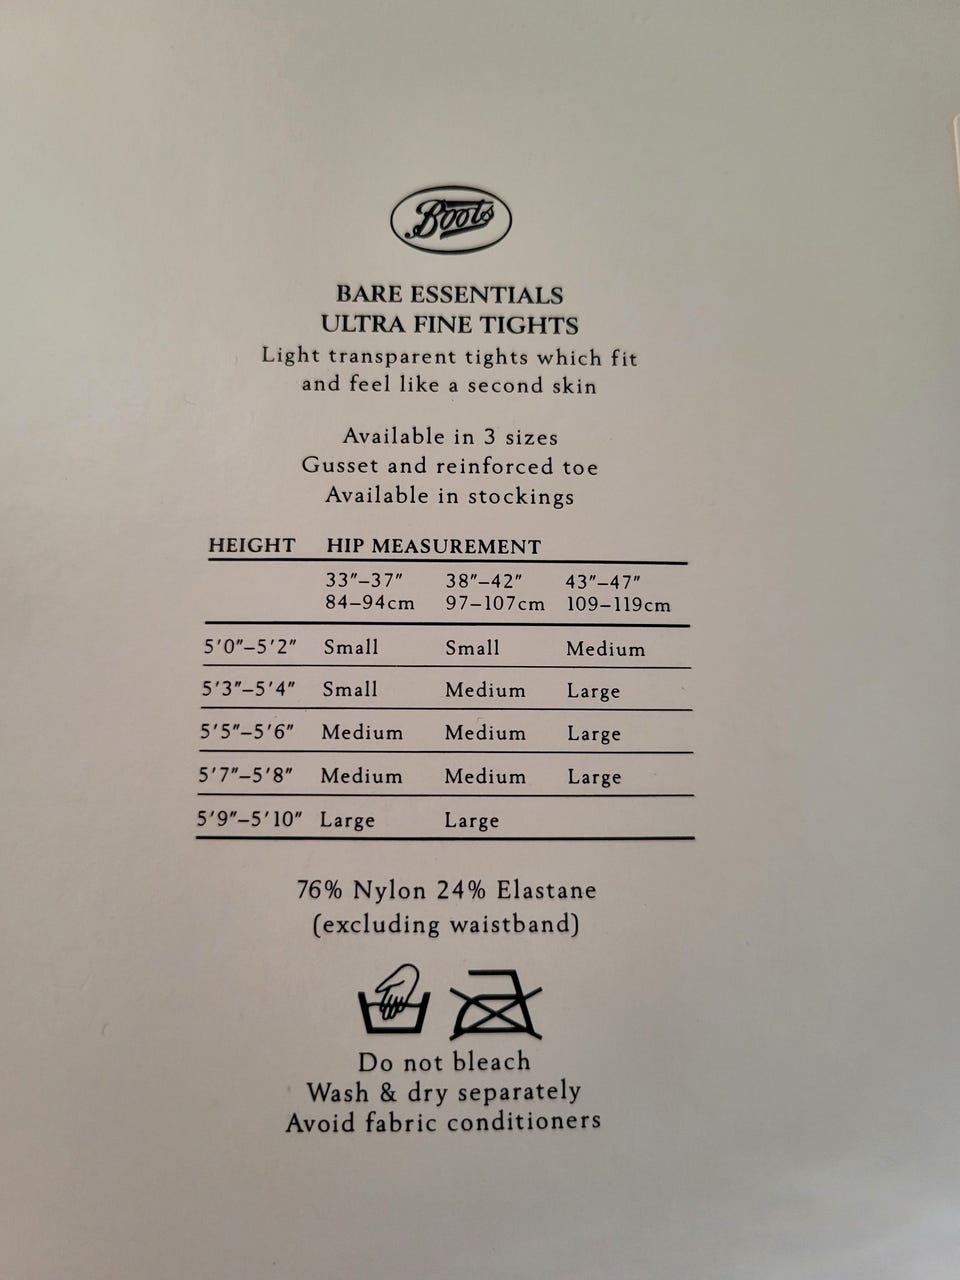 Boots
BARE ESSENTIALS
ULTRA FINE TIGHTS
Light transparent tights which fit
and feel like a second skin
Available in 3 sizes
Gusset and reinforced toe
Available in stockings
HEIGHT HIP MEASUREMENT
33"–37" 38"–42" 43"–47"
84–94cm 97–107cm 109–119cm
5'0"–5'2" Small Small Medium
5'3"–5'4" Small Medium Large
5'5"–5'6" Medium Medium Large
5'7"–5'8" Medium Medium Large
5'9"–5'10" Large Large
76% Nylon 24% Elastane
(excluding waistband)
Do not bleach
Wash & dry separately
Avoid fabric conditioners